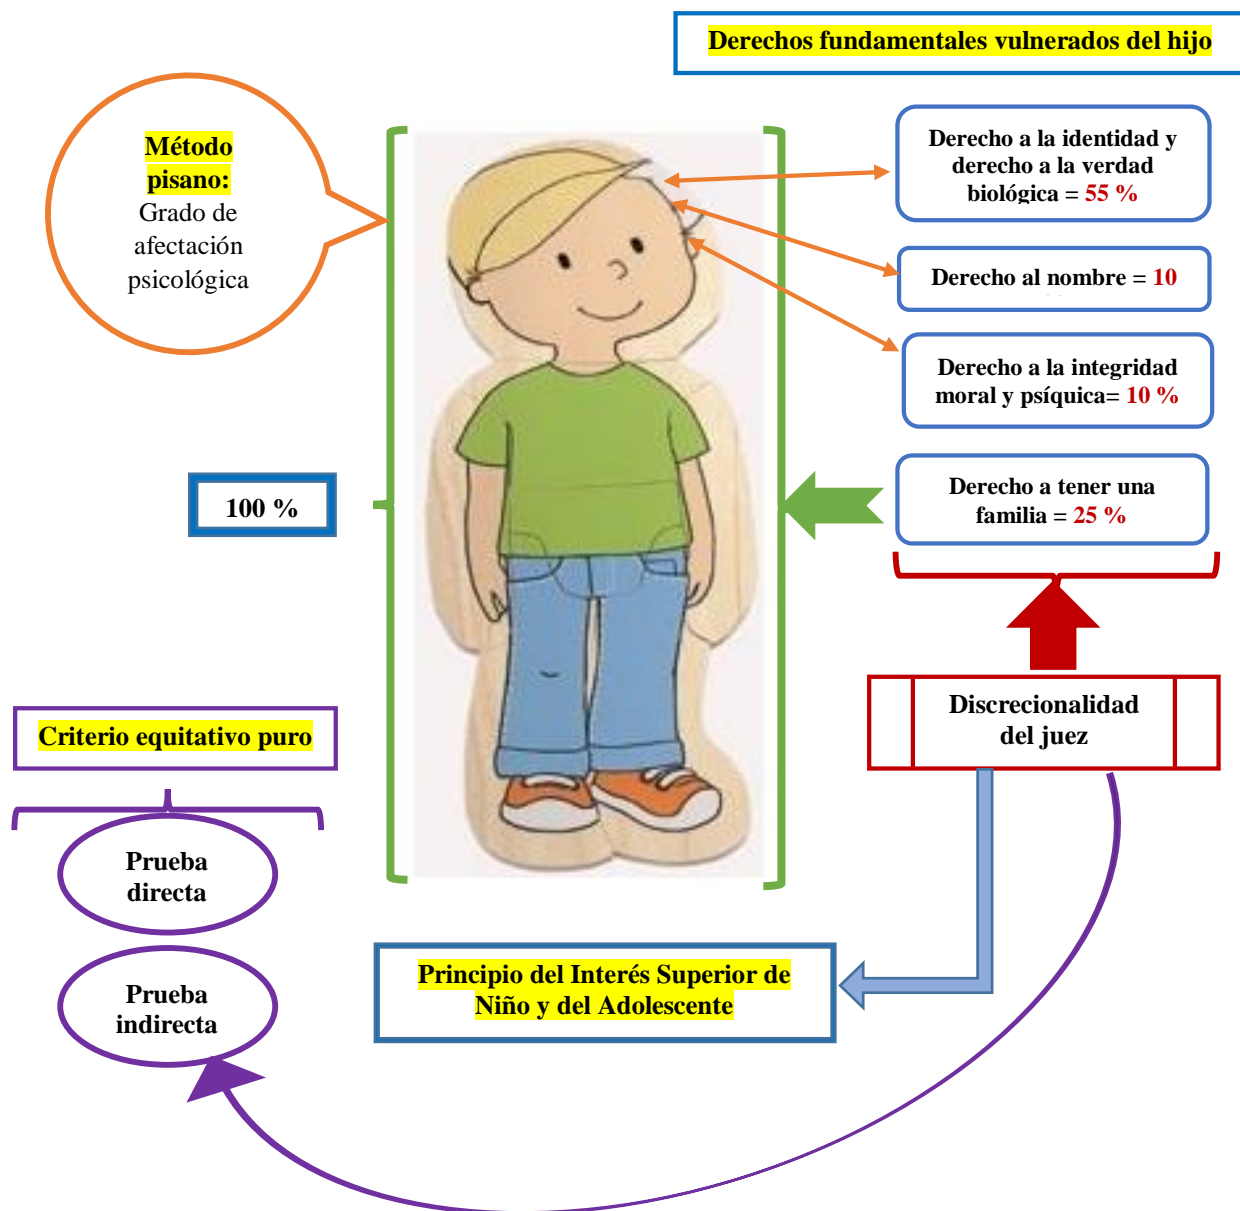 Derechos fundamentales vulnerados del hijo
Método
pisano:
Grado de
afectación
psicológica
Derecho a la identidad y
derecho a la verdad
biológica = 55 %
Derecho al nombre = 10
Derecho a la integridad
moral y psíquica= 10 %
Derecho a tener una
familia = 25 %
100 %
Discrecionalidad
del juez
Criterio equitativo puro
Prueba
directa
Prueba
indirecta
Principio del Interés Superior de
Niño y del Adolescente